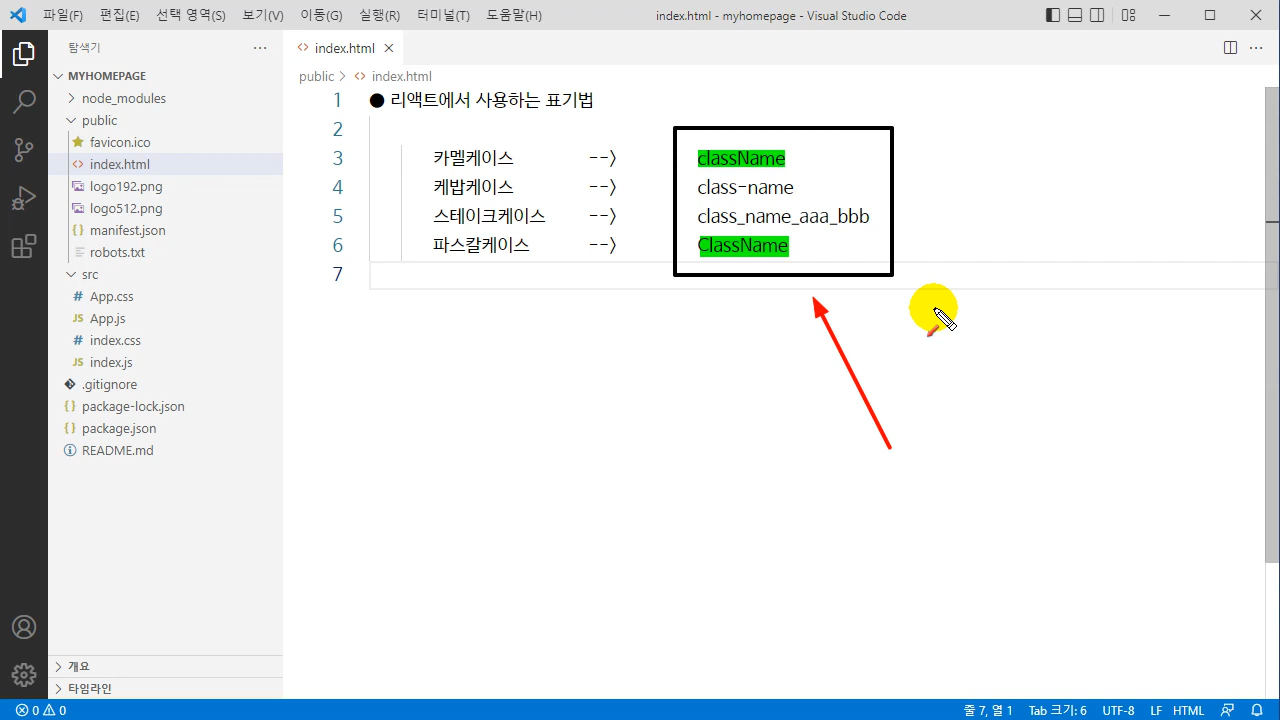 파일(F) 편집(E) 선택 영역(S) 보기(V) 이동(G) 실행(R) 터미널(T) 도움말(H) index.html - myhomepage - Visual Studio Code
탐색기
MYHOMEPAGE
node_modules
public
favicon.ico
index.html
logo192.png
logo512.png
manifest.json
robots.txt
src
App.css
App.js
index.css
index.js
.gitignore
package-lock.json
package.json
README.md
개요
타임라인
index.html
public > index.html
1 ● 리액트에서 사용하는 표기법
2
3 카멜케이스 --> className
4 케밥케이스 --> class-name
5 스테이크케이스 --> class_name_aaa_bbb
6 파스칼케이스 --> ClassName
7
0 0 줄 7, 열 1 Tab 크기: 6 UTF-8 LF HTML